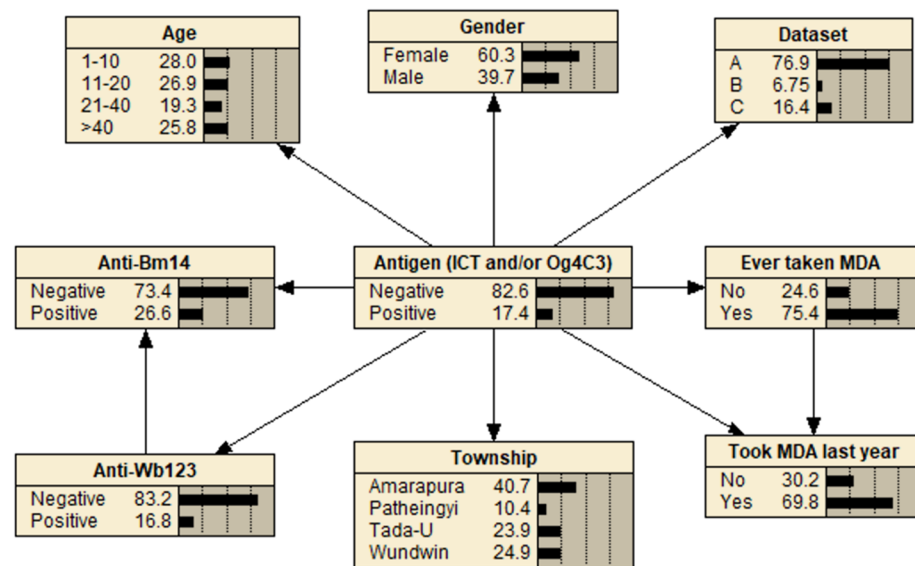 Age
1-10 28.0
11-20 26.9
21-40 19.3
>40 25.8
Gender
Female 60.3
Male 39.7
Dataset
A 76.9
B 6.75
C 16.4
Anti-Bm14
Negative 73.4
Positive 26.6
Antigen (ICT and/or Og4C3)
Negative 82.6
Positive 17.4
Ever taken MDA
No 24.6
Yes 75.4
Anti-Wb123
Negative 83.2
Positive 16.8
Township
Amarapura 40.7
Patheingyi 10.4
Tada-U 23.9
Wundwin 24.9
Took MDA last year
No 30.2
Yes 69.8